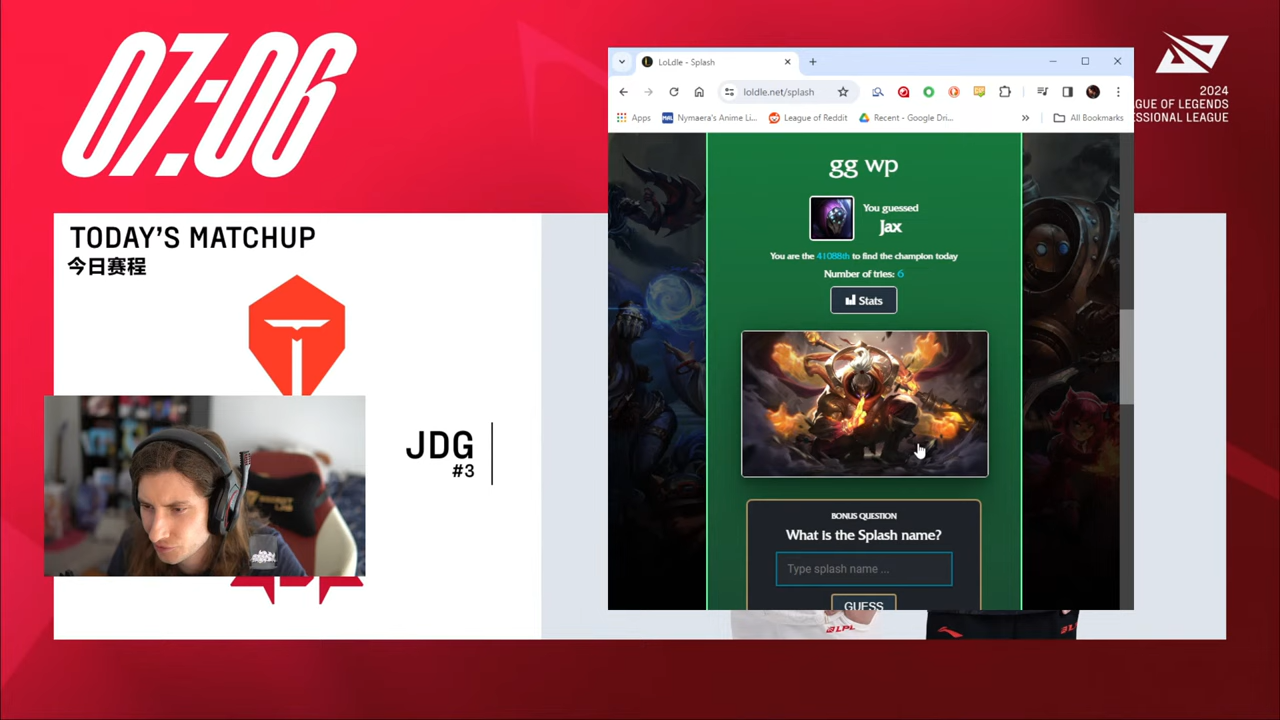 07:06
2024
GUE OF LEGENDS
ESSIONAL LEAGUE
TODAY'S MATCHUP
今日赛程
JDG
#3
LoLdle - Splash
loldle.net/splash
Apps
Nymaera's Anime Li...
League of Reddit
Recent - Google Dri...
All Bookmarks
gg wp
You guessed
Jax
You are the 41088th to find the champion today
Number of tries: 6
Stats
BONUS QUESTION
What is the Splash name?
Type splash name ...
GUESS
LPL